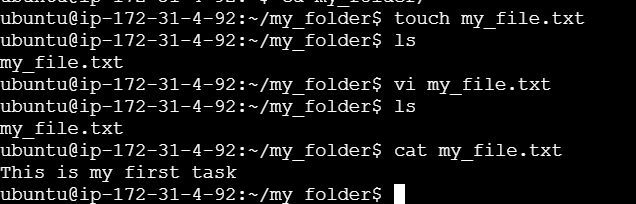 ubuntu@ip-172-31-4-92:~/my_folder$ touch my_file.txt
ubuntu@ip-172-31-4-92:~/my_folder$ ls
my_file.txt
ubuntu@ip-172-31-4-92:~/my_folder$ vi my_file.txt
ubuntu@ip-172-31-4-92:~/my_folder$ ls
my_file.txt
ubuntu@ip-172-31-4-92:~/my_folder$ cat my_file.txt
This is my first task
ubuntu@ip-172-31-4-92:~/my_folder$